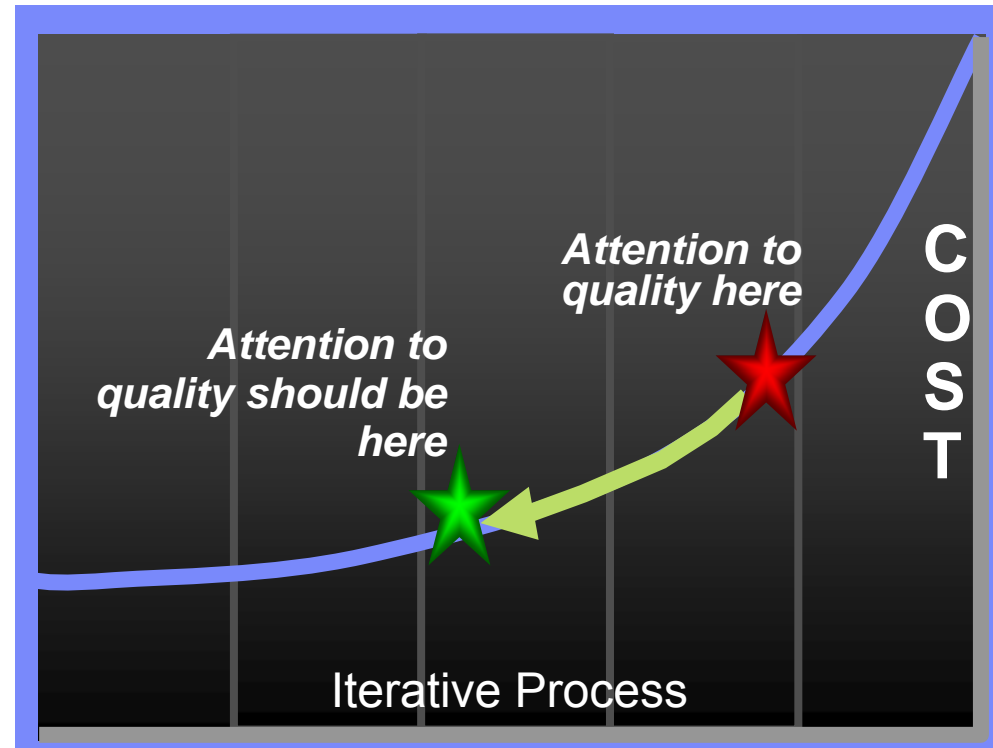 Attention to
quality here
Attention to
quality should be
here
C
O
S
T
Iterative Process